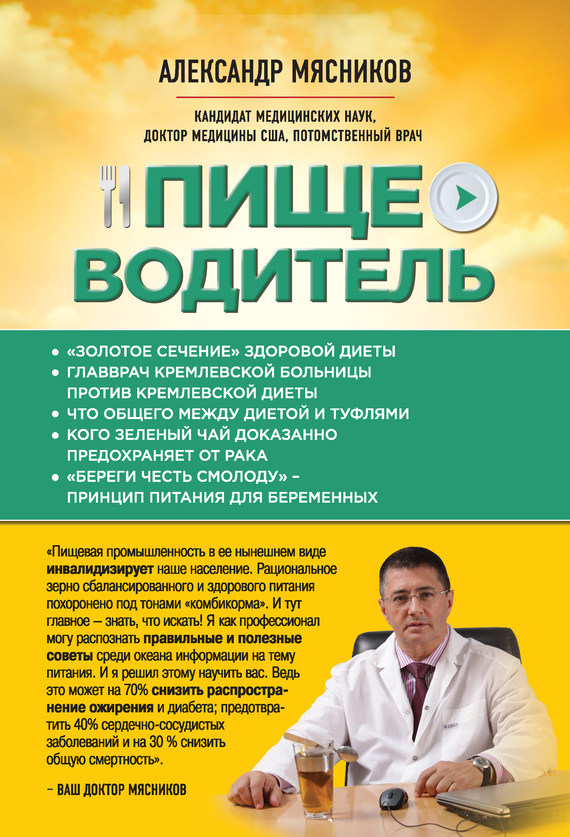 АЛЕКСАНДР МЯСНИКОВ
КАНДИДАТ МЕДИЦИНСКИХ НАУК,
ДОКТОР МЕДИЦИНЫ США, ПОТОМСТВЕННЫЙ ВРАЧ
ПИЩЕ
ВОДИТЕЛЬ
• «ЗОЛОТОЕ СЕЧЕНИЕ» ЗДОРОВОЙ ДИЕТЫ
• ГЛАВВРАЧ КРЕМЛЕВСКОЙ БОЛЬНИЦЫ
ПРОТИВ КРЕМЛЕВСКОЙ ДИЕТЫ
• ЧТО ОБЩЕГО МЕЖДУ ДИЕТОЙ И ТУФЛЯМИ
• КОГО ЗЕЛЕНЫЙ ЧАЙ ДОКАЗАННО
ПРЕДОХРАНЯЕТ ОТ РАКА
• «БЕРЕГИ ЧЕСТЬ СМОЛОДУ» –
ПРИНЦИП ПИТАНИЯ ДЛЯ БЕРЕМЕННЫХ
«Пищевая промышленность в ее нынешнем виде
инвалидизирует наше население. Рациональное
зерно сбалансированного и здорового питания
похоронено под тонами «комбикорма». И тут
главное – знать, что искать! Я как профессионал
могу распознать правильные и полезные
советы среди океана информации на тему
питания. И я решил этому научить вас. Ведь
это может на 70% снизить распростра-
нение ожирения и диабета; предотвра-
тить 40% сердечно-сосудистых
заболеваний и на 30 % снизить
общую смертность».
– ВАШ ДОКТОР МЯСНИКОВ